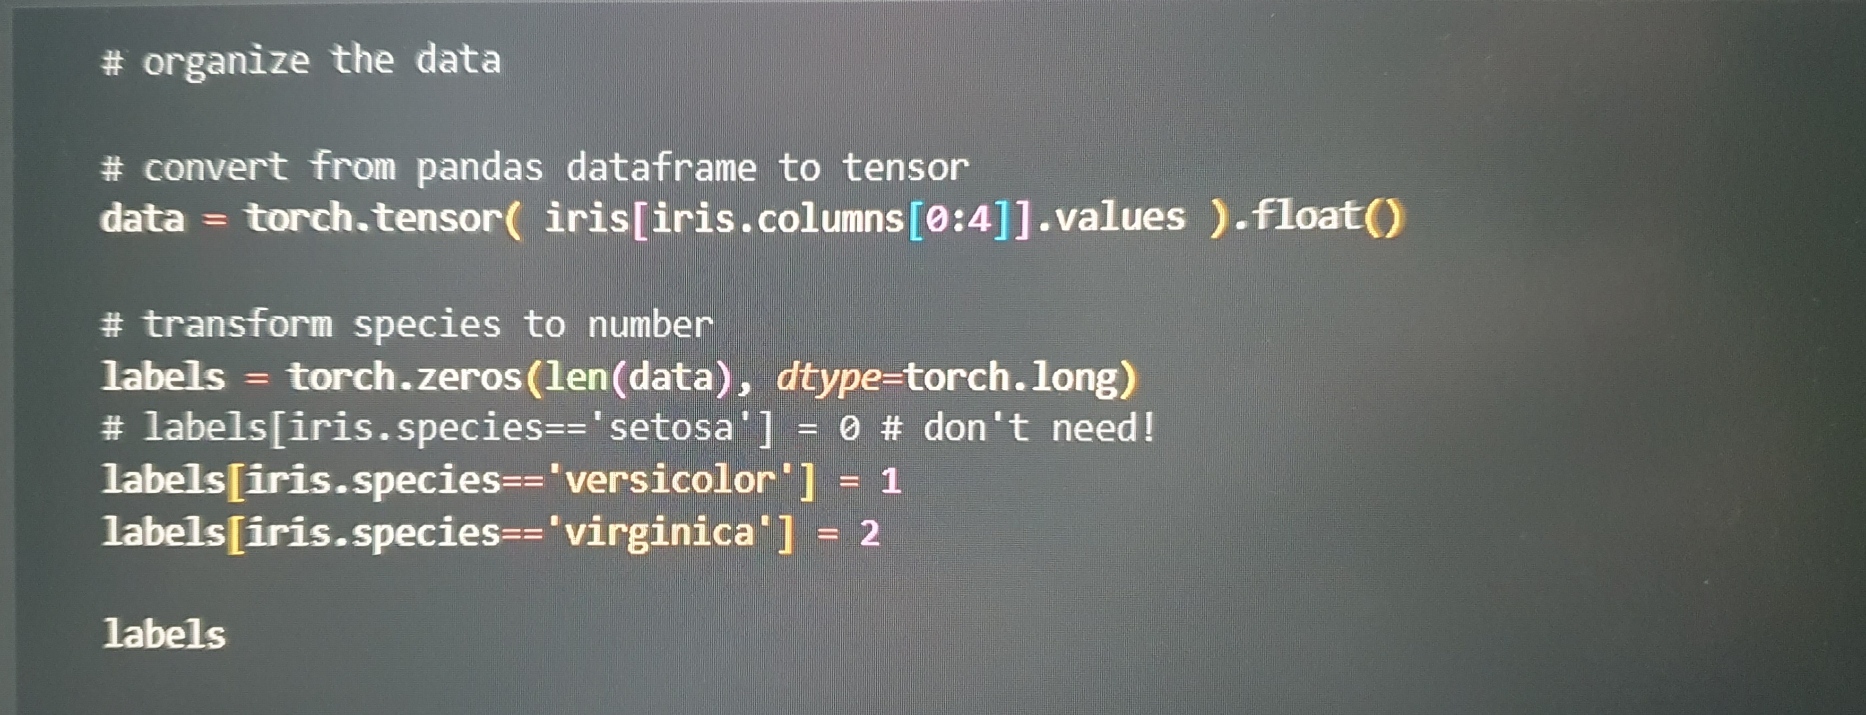 # organize the data
# convert from pandas dataframe to tensor
data = torch.tensor( iris[iris.columns[0:4]].values ).float()
# transform species to number
labels = torch.zeros(len(data), dtype=torch.long)
# labels[iris.species=='setosa'] = 0 # don't need!
labels[iris.species=='versicolor'] = 1
labels[iris.species=='virginica'] = 2
labels